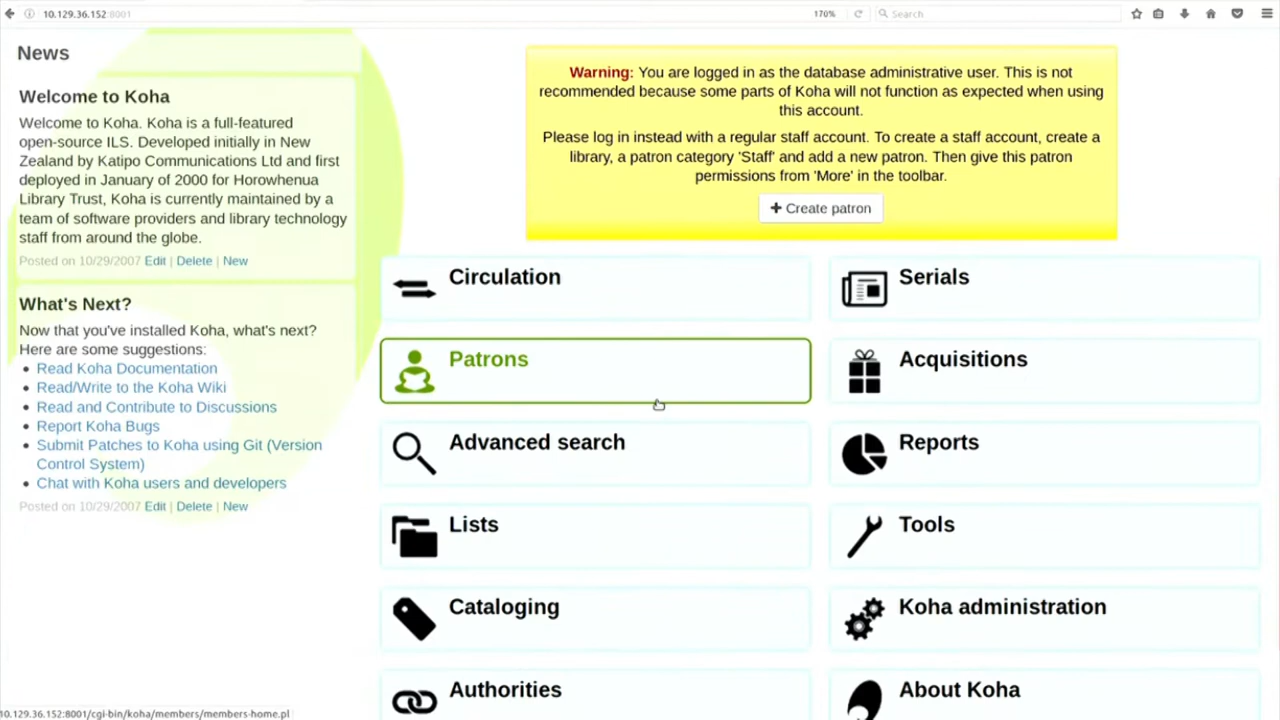 10.129.36.152:8001
170%
Search
News
Welcome to Koha
Welcome to Koha. Koha is a full-featured
open-source ILS. Developed initially in New
Zealand by Katipo Communications Ltd and first
deployed in January of 2000 for Horowhenua
Library Trust, Koha is currently maintained by a
team of software providers and library technology
staff from around the globe.
Posted on 10/29/2007 Edit | Delete | New
What's Next?
Now that you've installed Koha, what's next?
Here are some suggestions:
Read Koha Documentation
Read/Write to the Koha Wiki
Read and Contribute to Discussions
Report Koha Bugs
Submit Patches to Koha using Git (Version
Control System)
Chat with Koha users and developers
Posted on 10/29/2007 Edit | Delete | New
Warning: You are logged in as the database administrative user. This is not
recommended because some parts of Koha will not function as expected when using
this account.
Please log in instead with a regular staff account. To create a staff account, create a
library, a patron category 'Staff' and add a new patron. Then give this patron
permissions from 'More' in the toolbar.
+ Create patron
Circulation
Serials
Patrons
Acquisitions
Advanced search
Reports
Lists
Tools
Cataloging
Koha administration
Authorities
About Koha
10.129.36.152:8001/cgi-bin/koha/members/members-home.pl